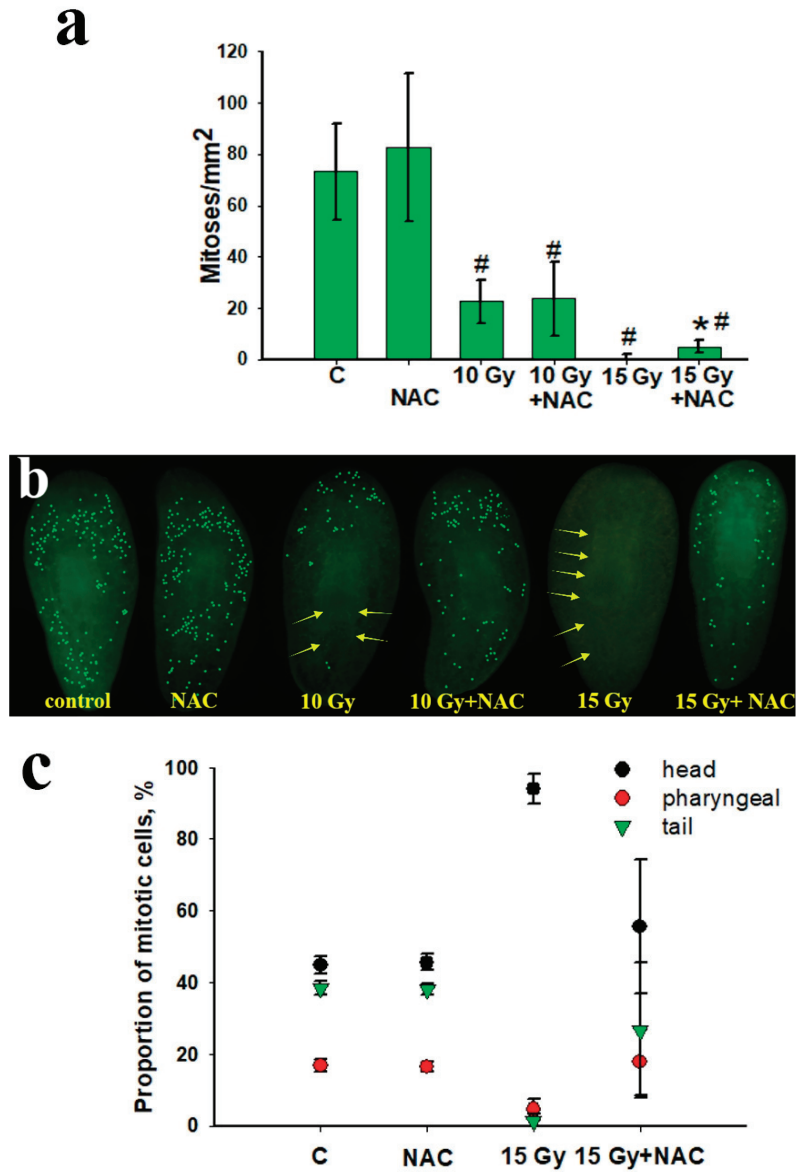 a
120
100
80
60
40
20
0
Mitoses/mm2
#
#
#
*#
C
NAC
10 Gy
10 Gy
+NAC
15 Gy
15 Gy
+NAC
b
control
NAC
10 Gy
10 Gy+NAC
15 Gy
15 Gy+ NAC
c
100
80
60
40
20
0
Proportion of mitotic cells, %
head
pharyngeal
tail
C
NAC
15 Gy
15 Gy+NAC